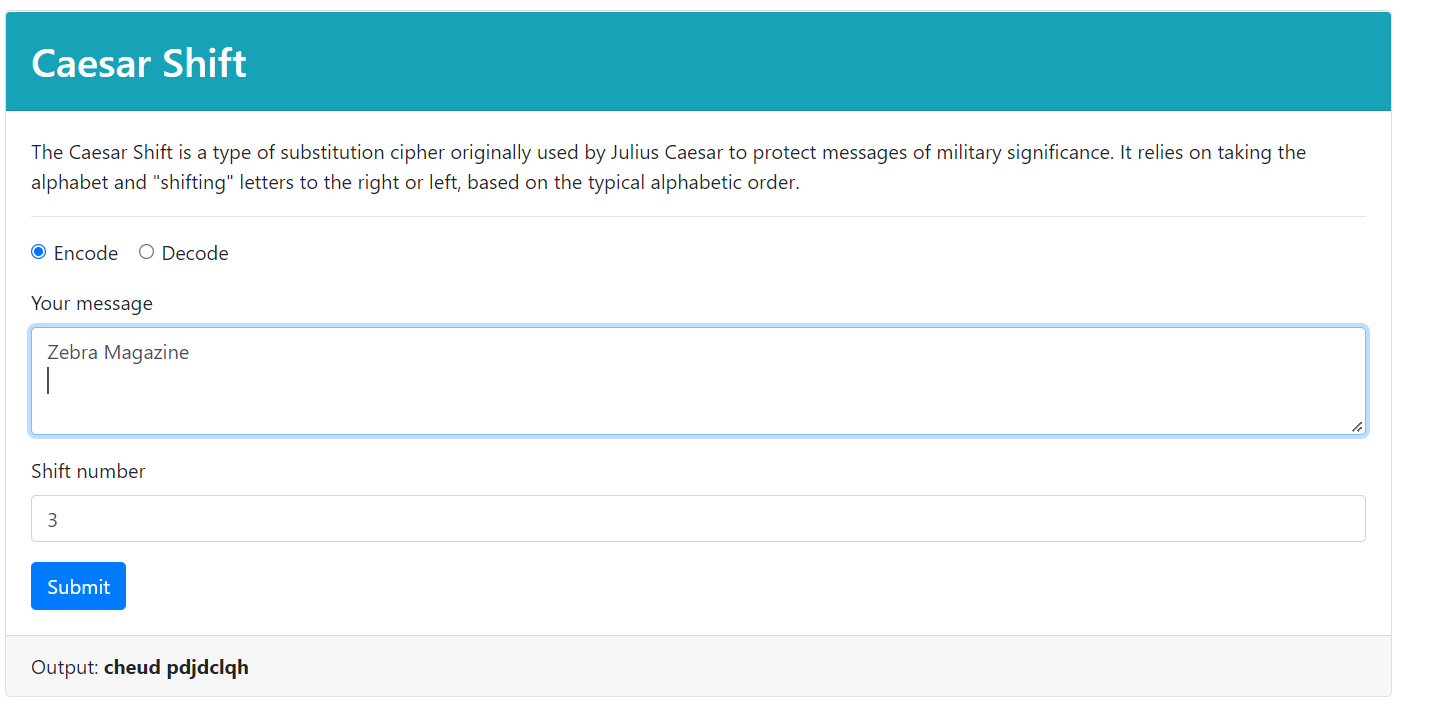 Caesar Shift
The Caesar Shift is a type of substitution cipher originally used by Julius Caesar to protect messages of military significance. It relies on taking the
alphabet and "shifting" letters to the right or left, based on the typical alphabetic order.
Encode Decode
Your message
Zebra Magazine
Shift number
3
Submit
Output: cheud pdjdclqh